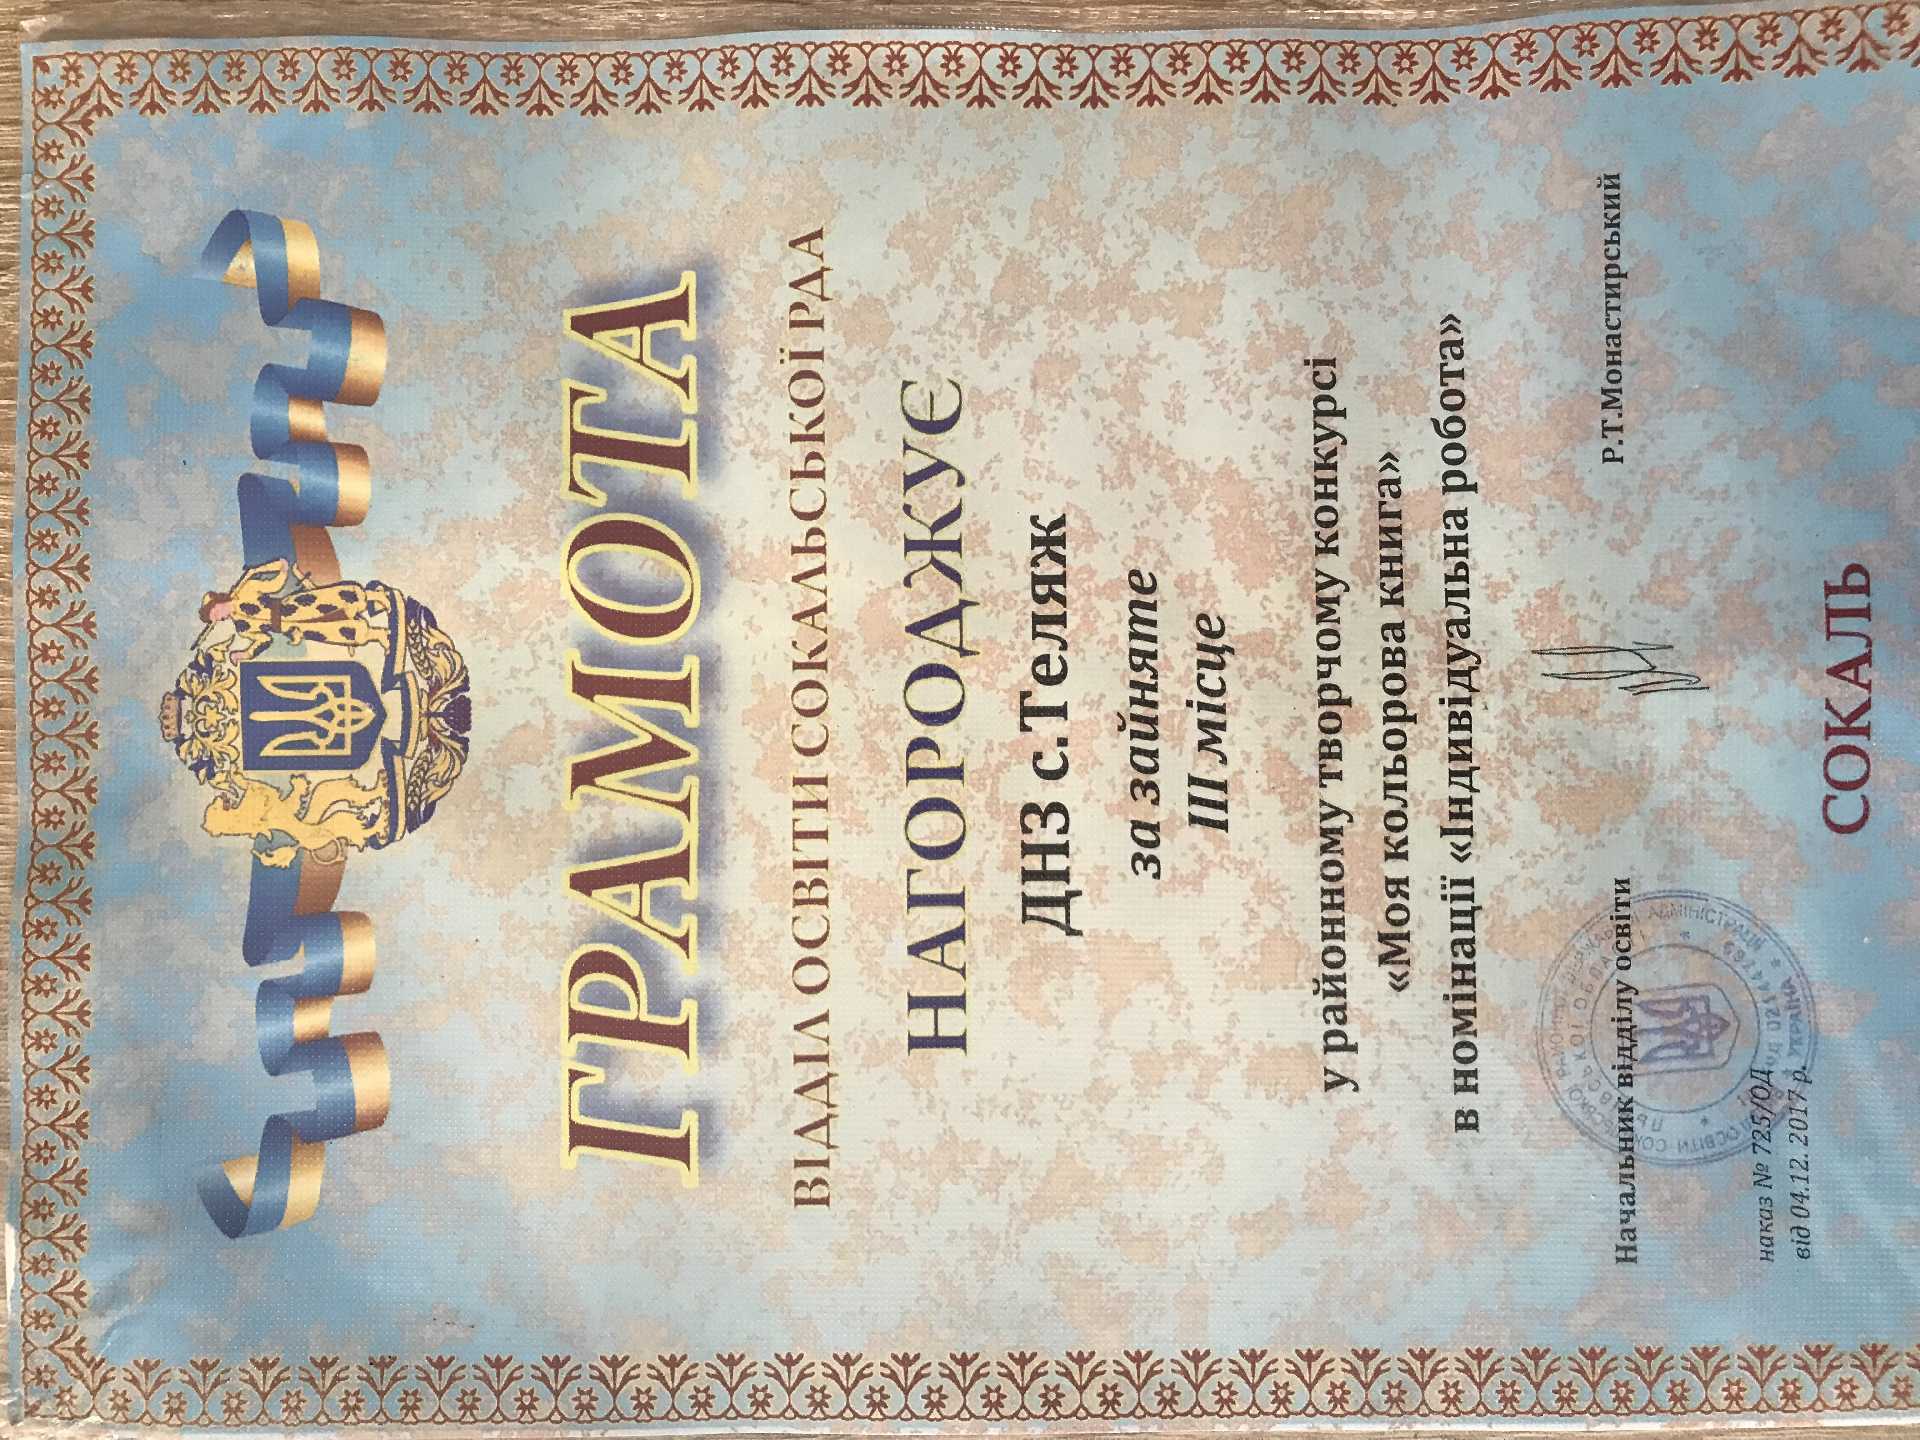 ГРАМОТА
ВІДДІЛ ОСВІТИ СОКАЛЬСЬКОЇ РДА
НАГОРОДЖУЄ
ДНЗ с.Теляж
за зайняте
ІІІ місце
у районному творчому конкурсі
«Моя кольорова книга»
в номінації «Індивідуальна робота»
Начальник відділу освіти Р.Т.Монастирський
наказ № 725/ОД
від 04.12.2017 р.
СОКАЛЬ